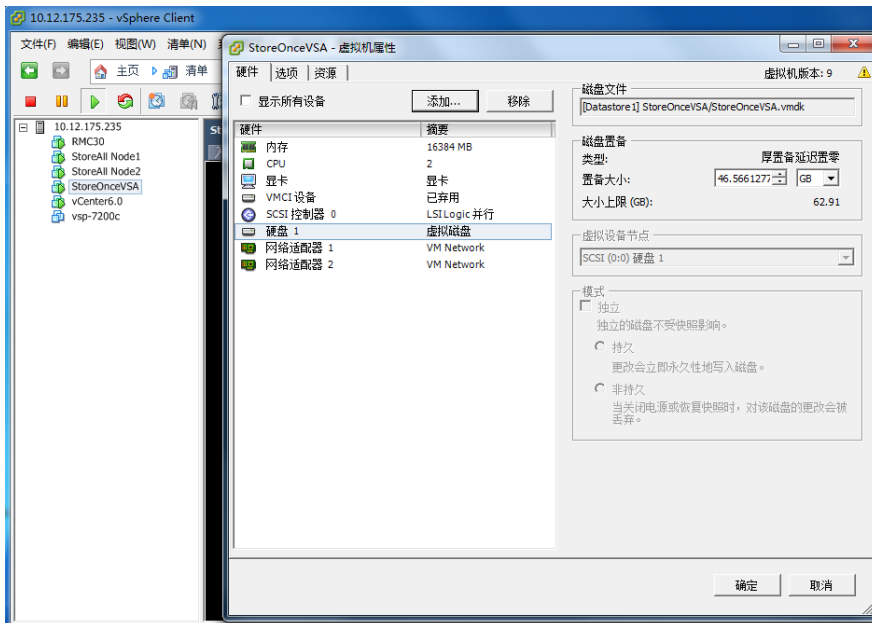 10.12.175.235 - vSphere Client
文件(F) 编辑(E) 视图(W) 清单(N)
主页 清单
10.12.175.235
RMC30
StoreAll Node1
StoreAll Node2
StoreOnceVSA
vCenter6.0
vsp-7200c
St
StoreOnceVSA - 虚拟机属性
硬件 选项 资源
虚拟机版本: 9
显示所有设备 添加... 移除
硬件 摘要
内存 16384 MB
CPU 2
显卡 显卡
VMCI 设备 已弃用
SCSI 控制器 0 LSI Logic 并行
硬盘 1 虚拟磁盘
网络适配器 1 VM Network
网络适配器 2 VM Network
磁盘文件
[Datastore1] StoreOnceVSA/StoreOnceVSA.vmdk
磁盘置备
类型: 厚置备延迟置零
置备大小: 46.5661277 GB
大小上限 (GB): 62.91
虚拟设备节点
SCSI (0:0) 硬盘 1
模式
独立
独立的磁盘不受快照影响。
持久
更改会立即永久性地写入磁盘。
非持久
当关闭电源或恢复快照时，对该磁盘的更改会被
丢弃。
确定 取消